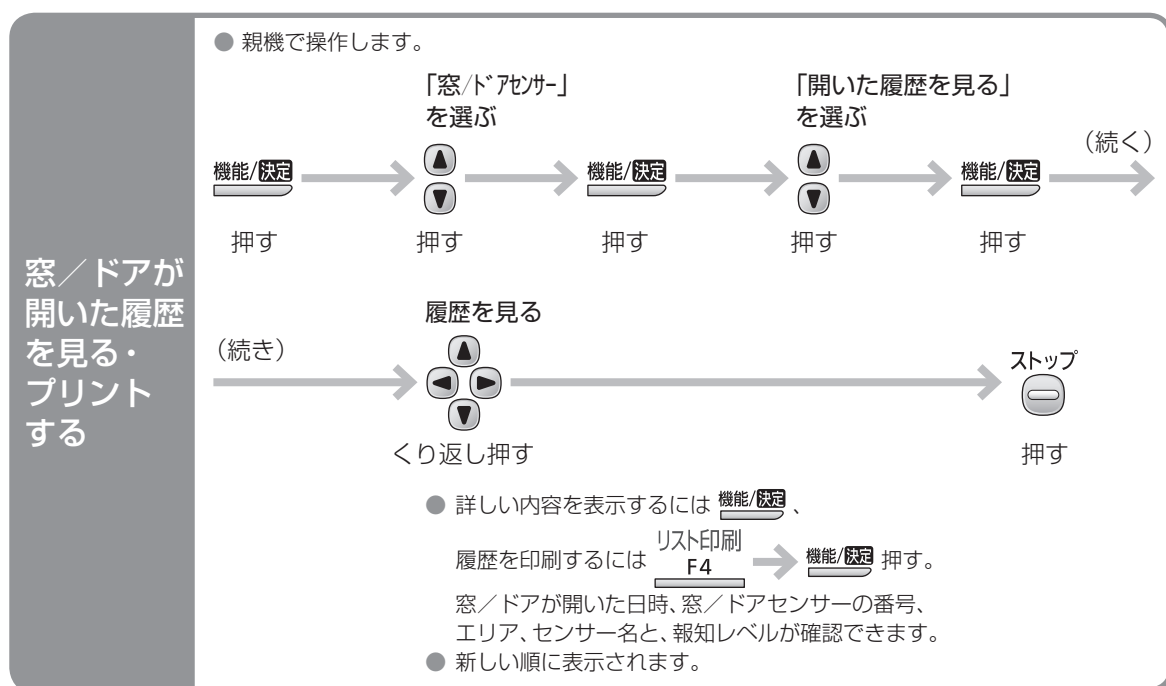 窓／ドアが
開いた履歴
を見る・
プリント
する
● 親機で操作します。
「窓/ﾄﾞｱｾﾝｻｰ」
を選ぶ
「開いた履歴を見る」
を選ぶ
（続く）
機能/決定
機能/決定
機能/決定
押す
押す
押す
押す
押す
履歴を見る
（続き）
ストップ
くり返し押す
押す
● 詳しい内容を表示するには 機能/決定 、
リスト印刷
履歴を印刷するには F4 機能/決定 押す。
窓／ドアが開いた日時、窓／ドアセンサーの番号、
エリア、センサー名と、報知レベルが確認できます。
● 新しい順に表示されます。